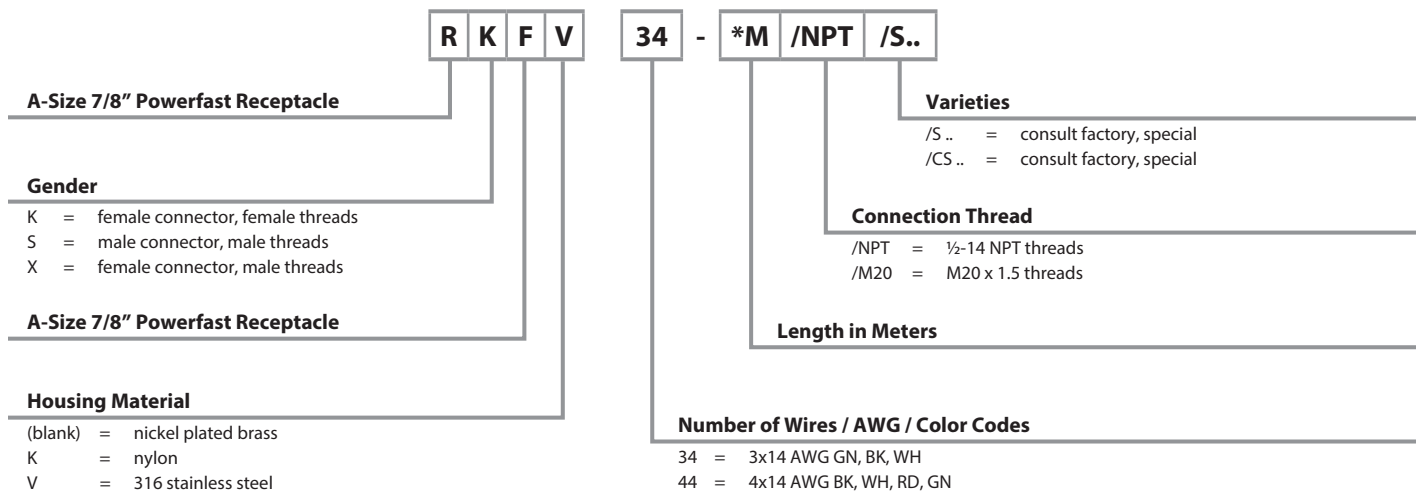 R K F V 34 - *M /NPT /S..
A-Size 7/8” Powerfast Receptacle
Gender
K = female connector, female threads
S = male connector, male threads
X = female connector, male threads
A-Size 7/8” Powerfast Receptacle
Housing Material
(blank) = nickel plated brass
K = nylon
V = 316 stainless steel
Varieties
/S .. = consult factory, special
/CS .. = consult factory, special
Connection Thread
/NPT = ½-14 NPT threads
/M20 = M20 x 1.5 threads
Length in Meters
Number of Wires / AWG / Color Codes
34 = 3x14 AWG GN, BK, WH
44 = 4x14 AWG BK, WH, RD, GN